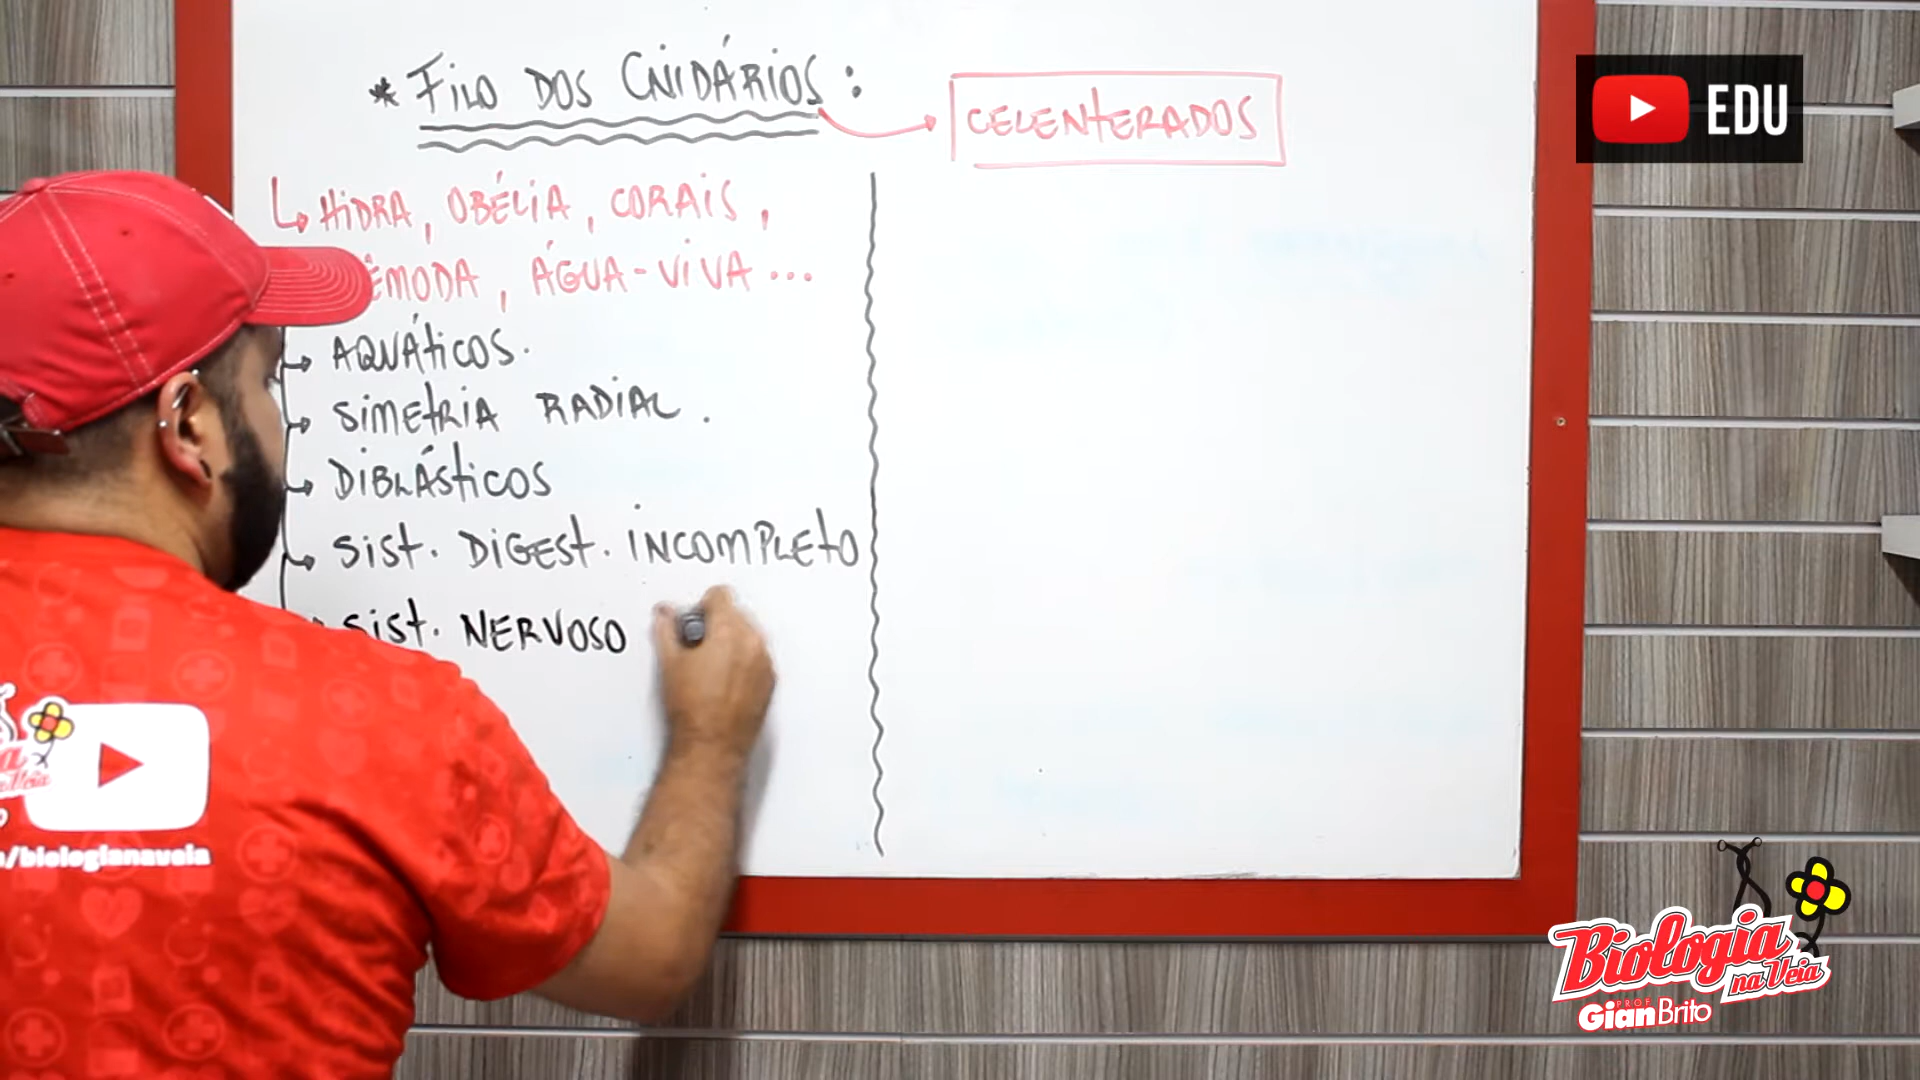 * FILO DOS CNIDÁRIOS :
CELENTERADOS
↳ HIDRA, OBÉLIA, CORAIS,
ÊMODA, ÁGUA-VIVA ...
→ AQUÁTICOS.
→ SIMETRIA RADIAL.
→ DIBLÁSTICOS
→ SIST. DIGEST. INCOMPLETO
SIST. NERVOSO
EDU
/biologianaveia
Biologia
na Veia
PROF.
Gian Brito